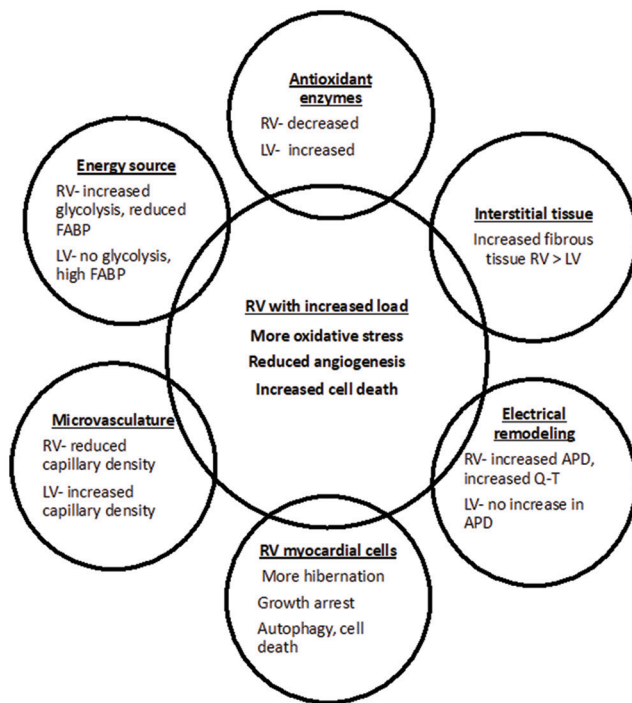 Antioxidant
enzymes
RV- decreased
LV- increased
Energy source
RV- increased
glycolysis, reduced
FABP
LV- no glycolysis,
high FABP
Interstitial tissue
Increased fibrous
tissue RV > LV
RV with increased load
More oxidative stress
Reduced angiogenesis
Increased cell death
Microvasculature
RV- reduced
capillary density
LV- increased
capillary density
Electrical
remodeling
RV- increased APD,
increased Q-T
LV- no increase in
APD
RV myocardial cells
More hibernation
Growth arrest
Autophagy, cell
death